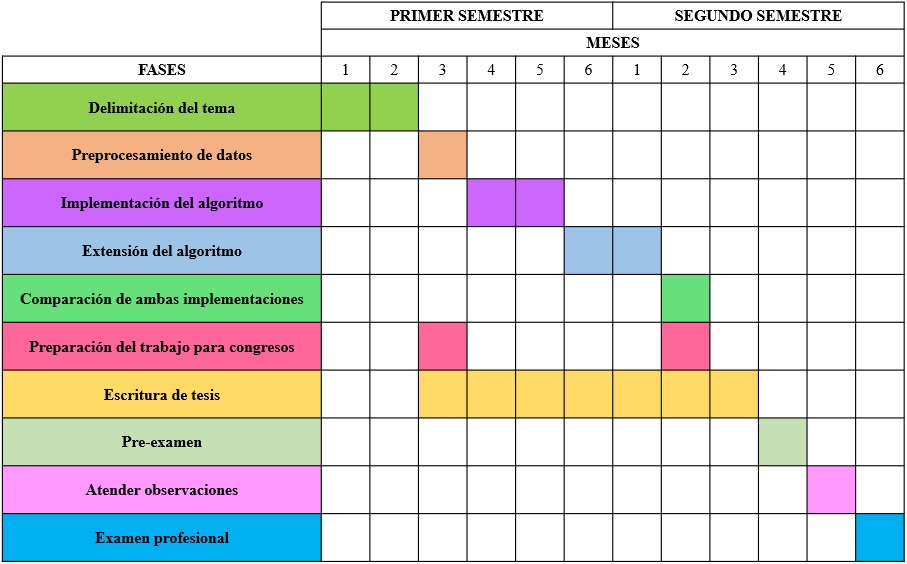 PRIMER SEMESTRE SEGUNDO SEMESTRE
MESES
FASES 1 2 3 4 5 6 1 2 3 4 5 6
Delimitación del tema
Preprocesamiento de datos
Implementación del algoritmo
Extensión del algoritmo
Comparación de ambas implementaciones
Preparación del trabajo para congresos
Escritura de tesis
Pre-examen
Atender observaciones
Examen profesional